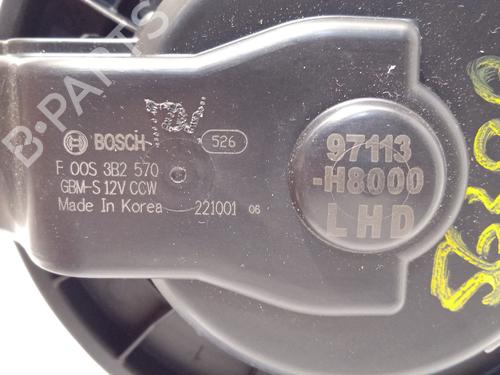 B-PARTS
BOSCH
526
F 00S 3B2 570
GBM-S 12V CCW
Made In Korea 221001 06
97113
-H8000
LHD